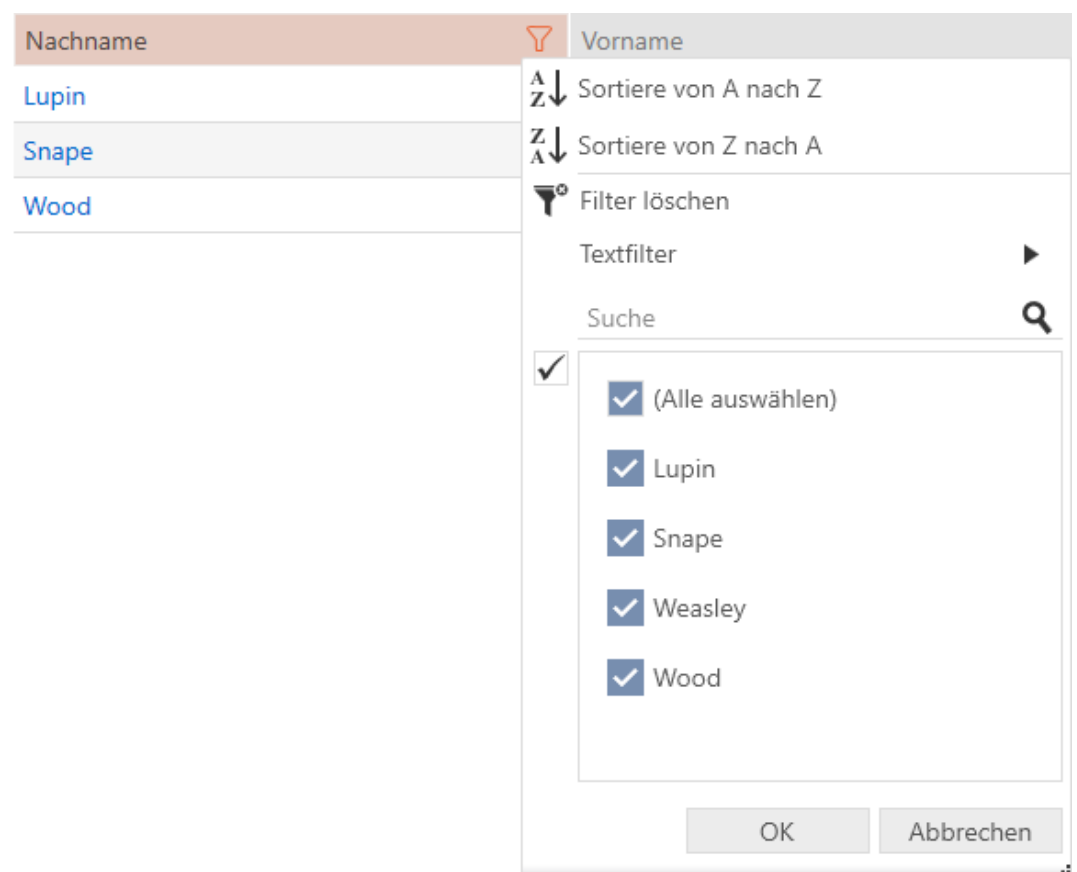 Nachname
Vorname
Lupin
Snape
Wood
A
Z
Sortiere von A nach Z
Z
A
Sortiere von Z nach A
Filter löschen
Textfilter
Suche
(Alle auswählen)
Lupin
Snape
Weasley
Wood
OK
Abbrechen